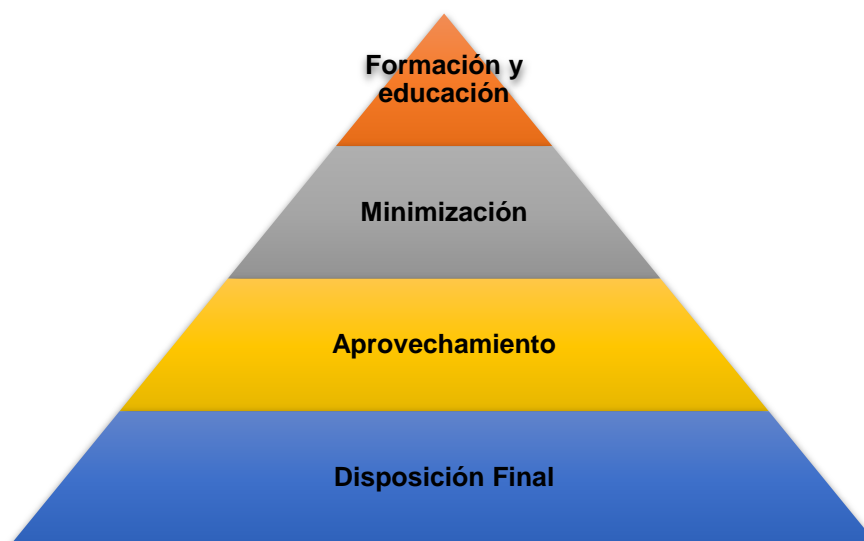 Formación y
educación
Minimización
Aprovechamiento
Disposición Final